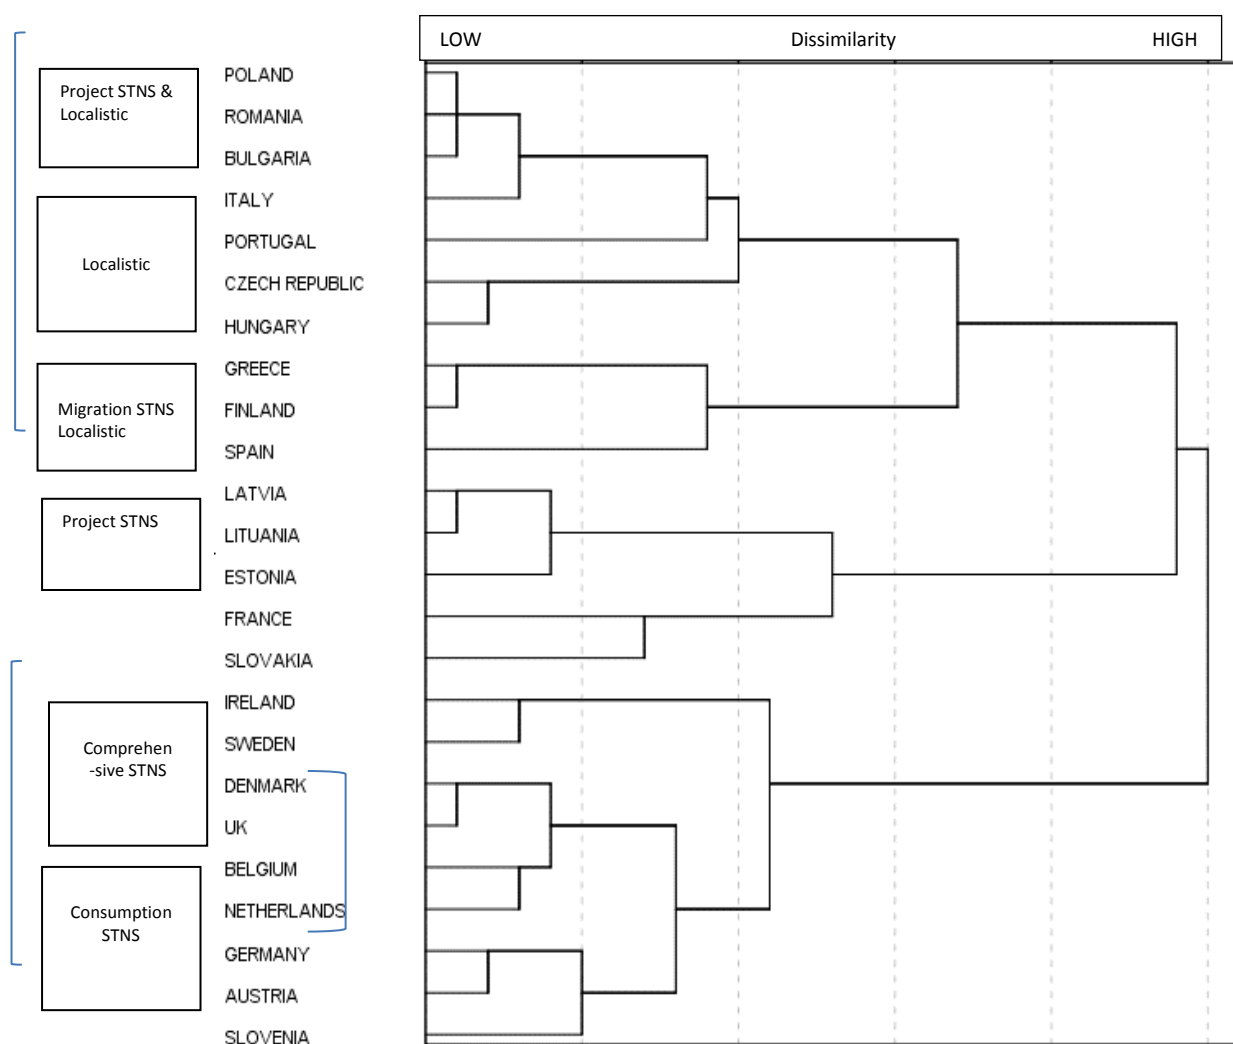 LOW Dissimilarity HIGH
Project STNS &
Localistic
POLAND
ROMANIA
BULGARIA
ITALY
PORTUGAL
Localistic
CZECH REPUBLIC
HUNGARY
GREECE
Migration STNS
Localistic
FINLAND
SPAIN
LATVIA
Project STNS
LITUANIA
ESTONIA
FRANCE
SLOVAKIA
IRELAND
SWEDEN
Comprehen
-sive STNS
DENMARK
UK
BELGIUM
NETHERLANDS
Consumption
STNS
GERMANY
AUSTRIA
SLOVENIA